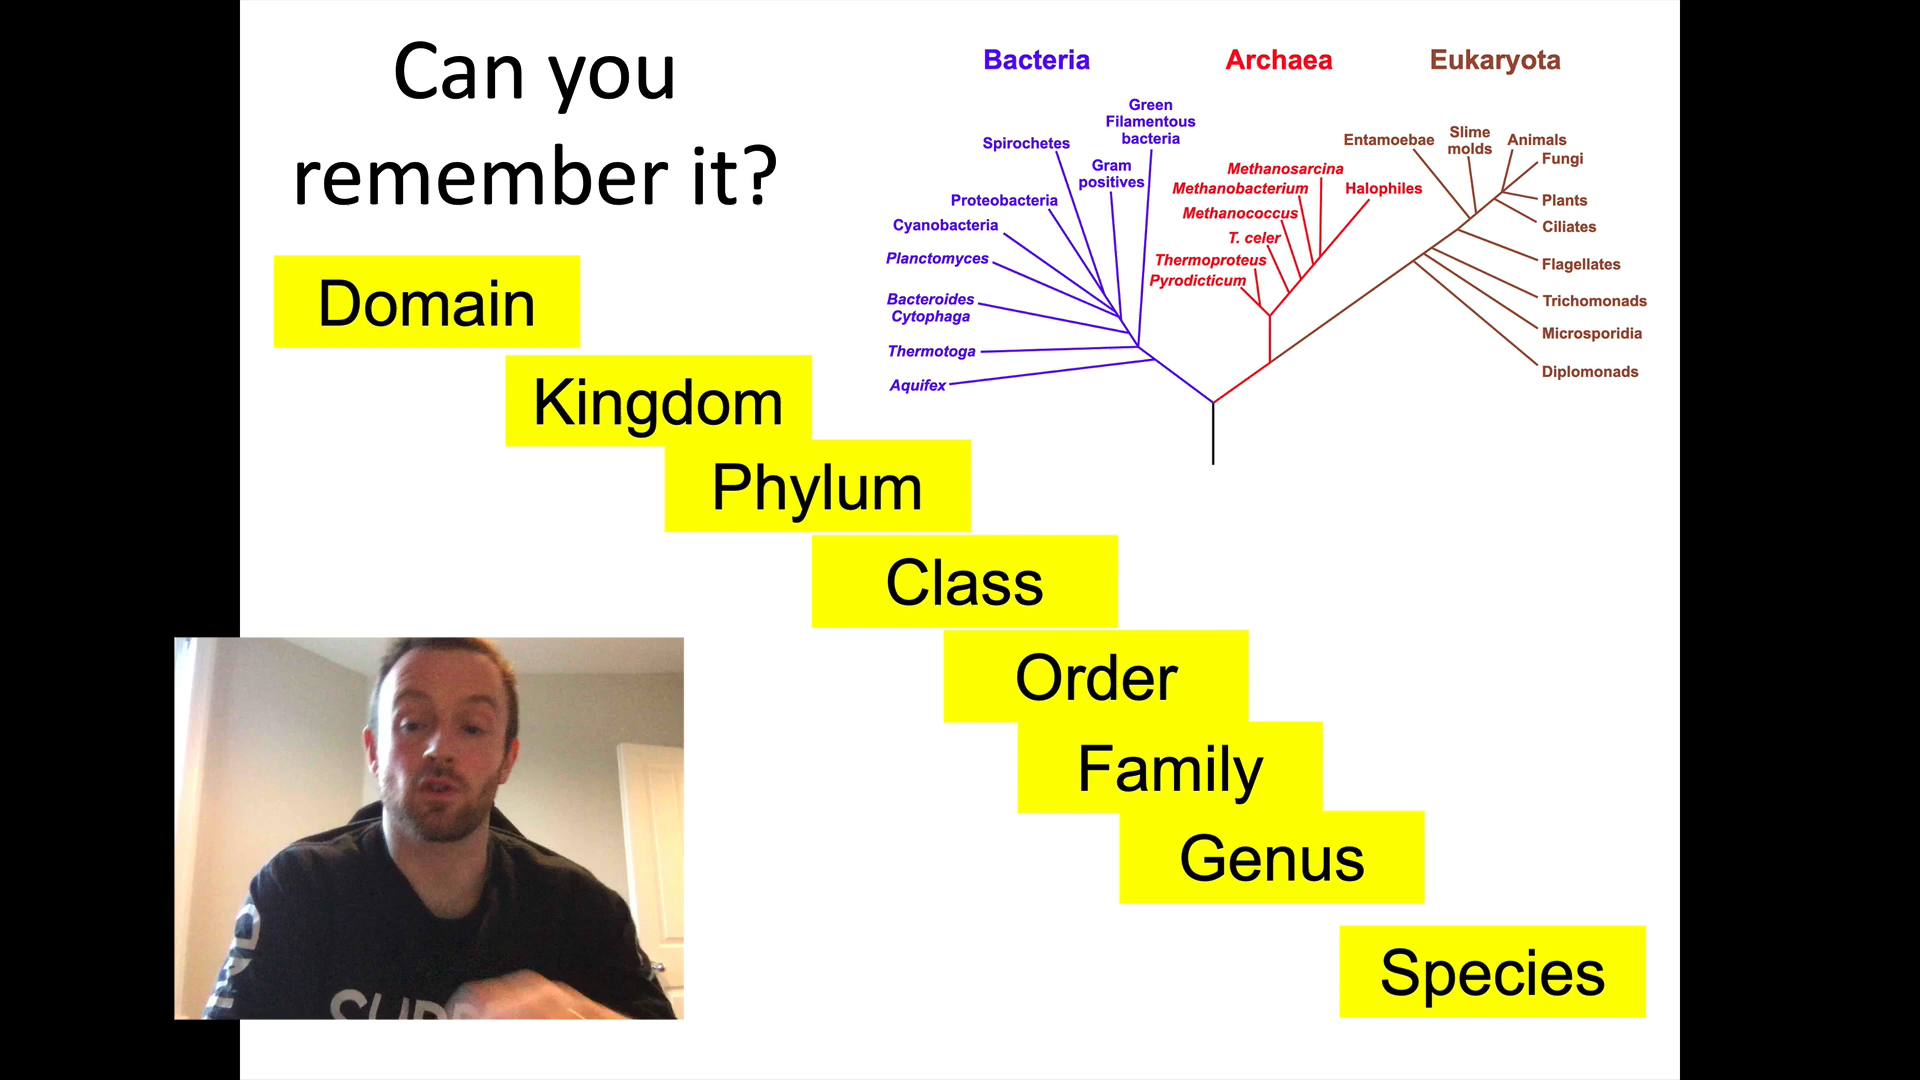 Can you
remember it?
Domain
Kingdom
Phylum
Class
Order
Family
Genus
Species
Bacteria
Archaea
Eukaryota
Green
Filamentous
bacteria
Spirochetes
Gram
positives
Proteobacteria
Cyanobacteria
Planctomyces
Bacteroides
Cytophaga
Thermotoga
Aquifex
Methanosarcina
Methanobacterium
Halophiles
Methanococcus
T. celer
Thermoproteus
Pyrodicticum
Entamoebae
Slime
molds
Animals
Fungi
Plants
Ciliates
Flagellates
Trichomonads
Microsporidia
Diplomonads